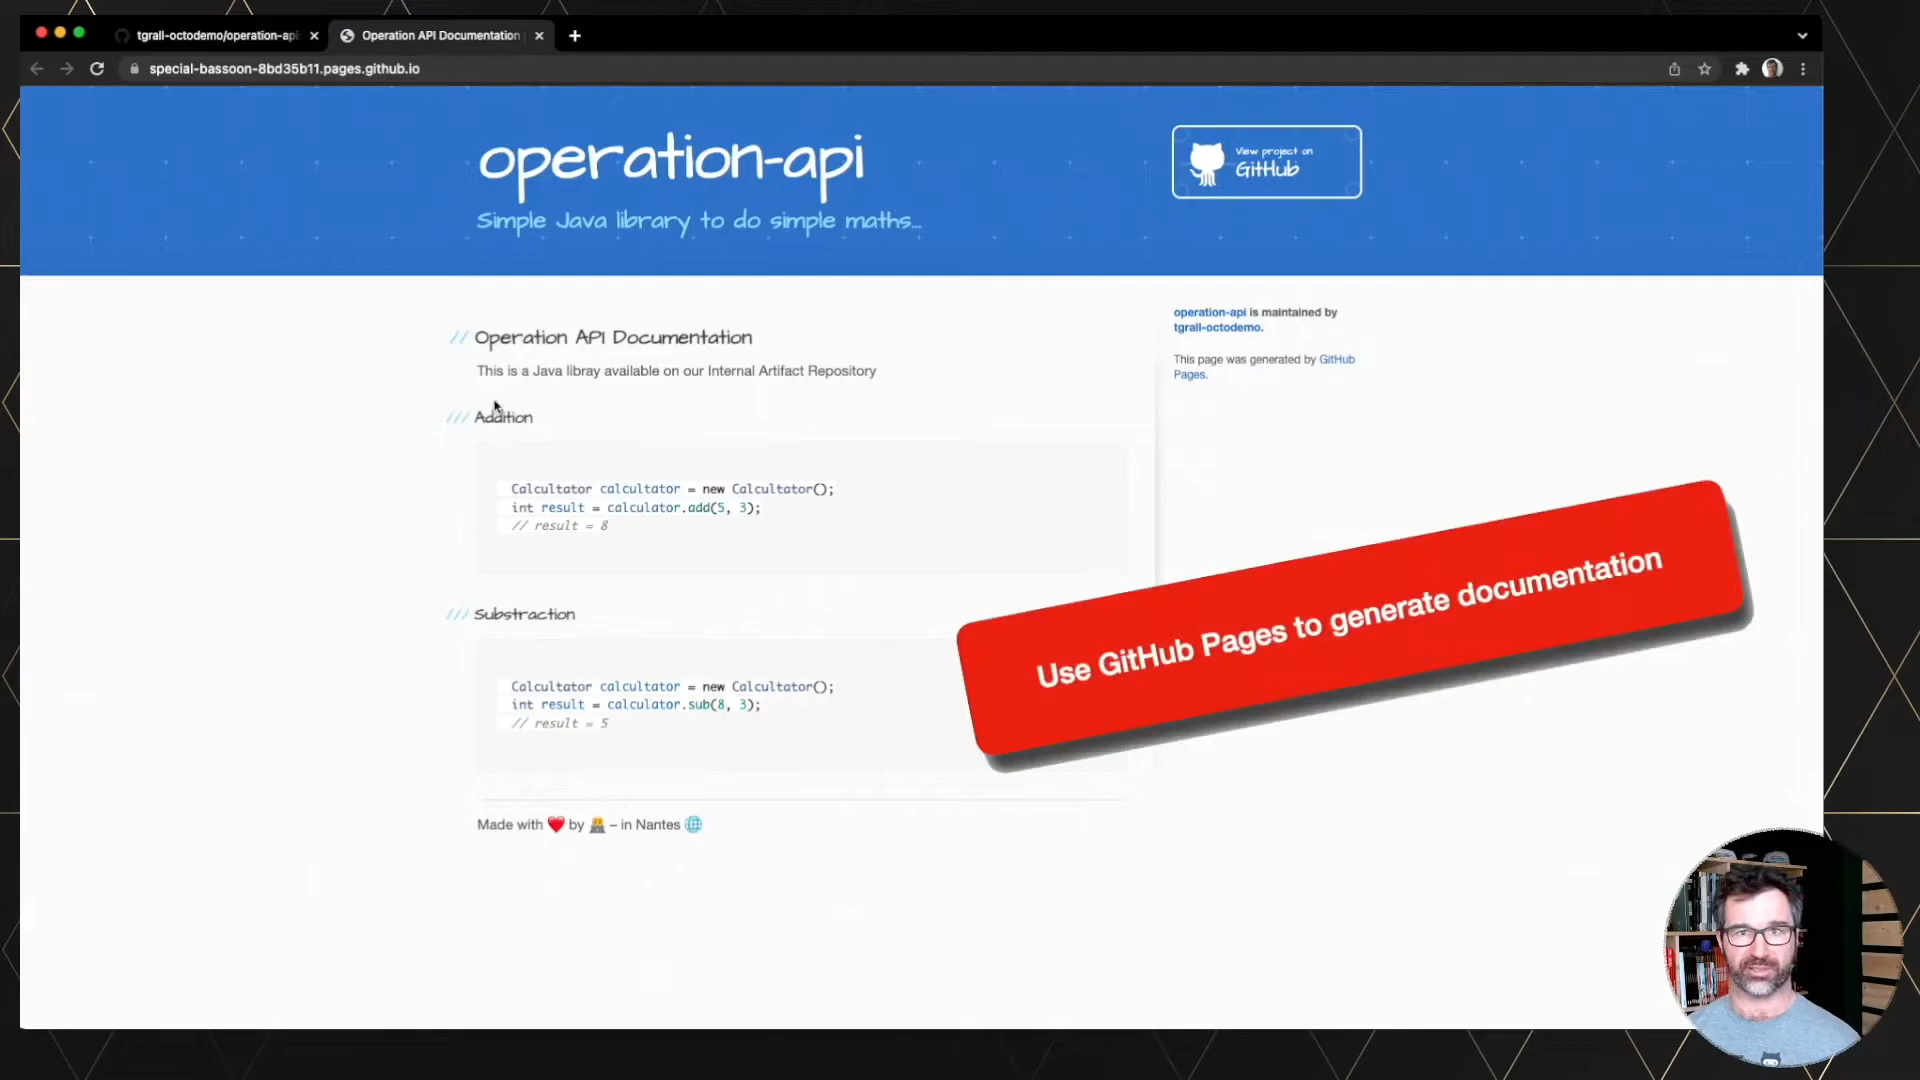 tgrall-octodemo/operation-api
Operation API Documentation
special-bassoon-8bd35b11.pages.github.io
operation-api
Simple Java library to do simple maths...
View project on
GitHub
operation-api is maintained by
tgrall-octodemo.
This page was generated by GitHub
Pages.
// Operation API Documentation
This is a Java libray available on our Internal Artifact Repository
/// Addition
Calcultator calcultator = new Calcultator();
int result = calculator.add(5, 3);
// result = 8
/// Substraction
Calcultator calcultator = new Calcultator();
int result = calculator.sub(8, 3);
// result = 5
Use GitHub Pages to generate documentation
Made with ❤️ by 👨‍💻 – in Nantes 🌐